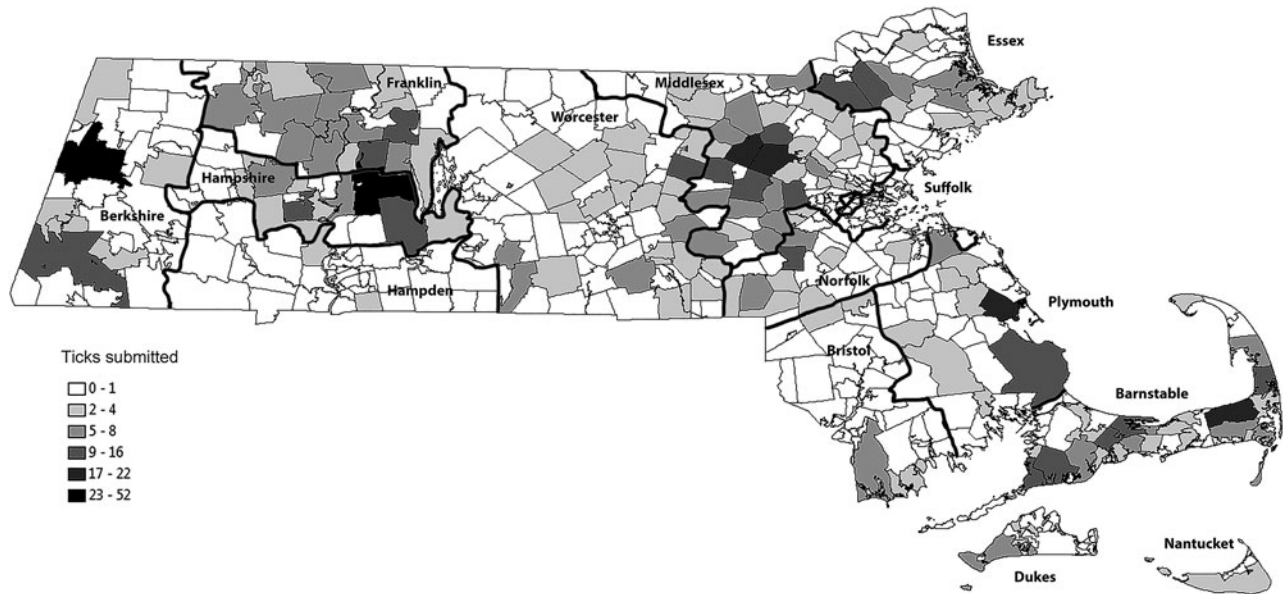 Essex
Franklin
Middlesex
Worcester
Hampshire
Suffolk
Berkshire
Hampden
Norfolk
Plymouth
Bristol
Barnstable
Nantucket
Dukes
Ticks submitted
0 - 1
2 - 4
5 - 8
9 - 16
17 - 22
23 - 52